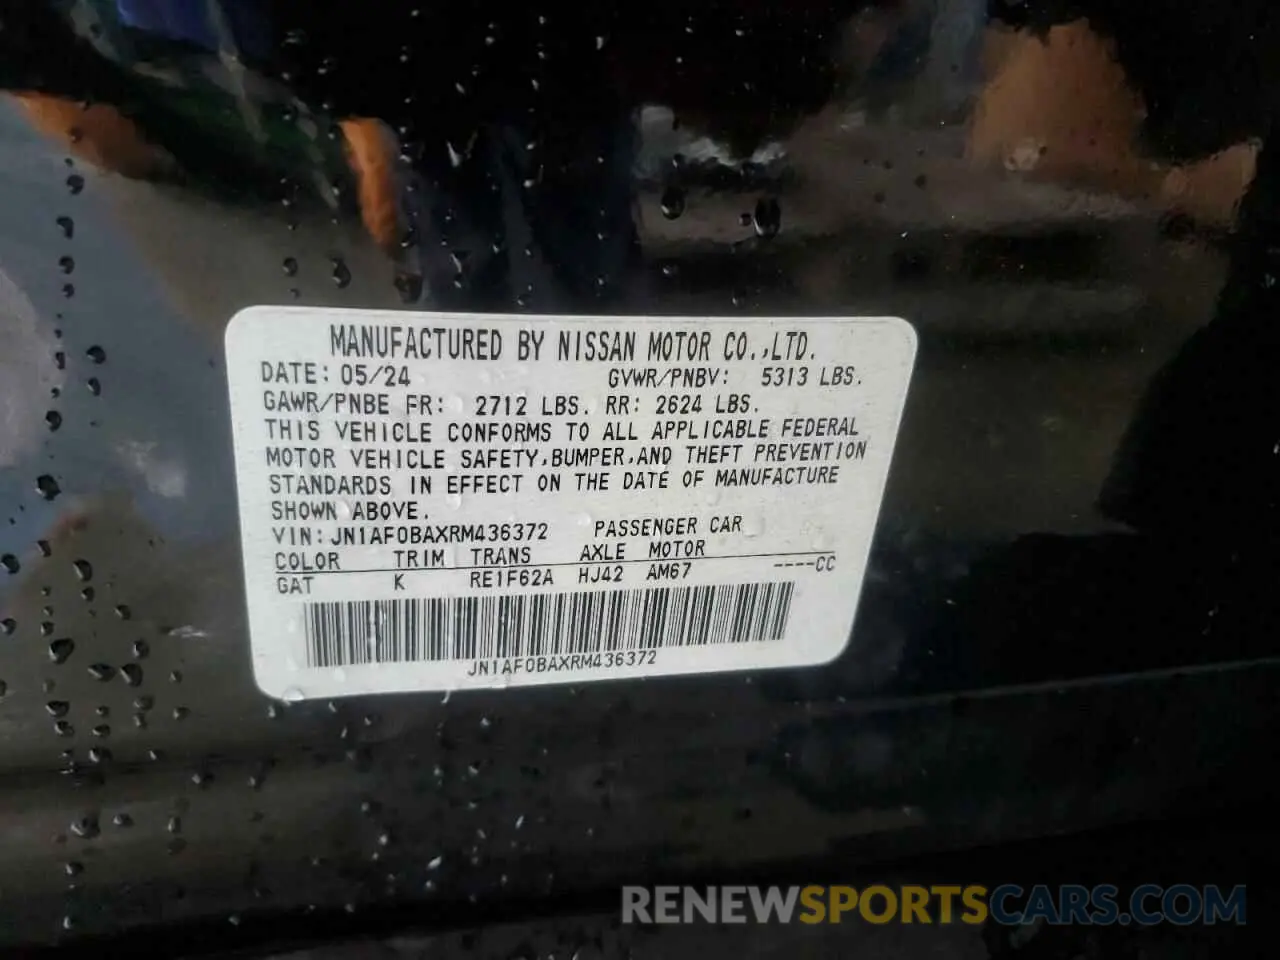 MANUFACTURED BY NISSAN MOTOR CO.,LTD.
DATE: 05/24 GVWR/PNBV: 5313 LBS.
GAWR/PNBE FR: 2712 LBS. RR: 2624 LBS.
THIS VEHICLE CONFORMS TO ALL APPLICABLE FEDERAL
MOTOR VEHICLE SAFETY,BUMPER,AND THEFT PREVENTION
STANDARDS IN EFFECT ON THE DATE OF MANUFACTURE
SHOWN ABOVE.
VIN: JN1AF0BAXRM436372 PASSENGER CAR
COLOR TRIM TRANS AXLE MOTOR
GAT K RE1F62A HJ42 AM67 ----CC
JN1AF0BAXRM436372
RENEWSPORTSCARS.COM